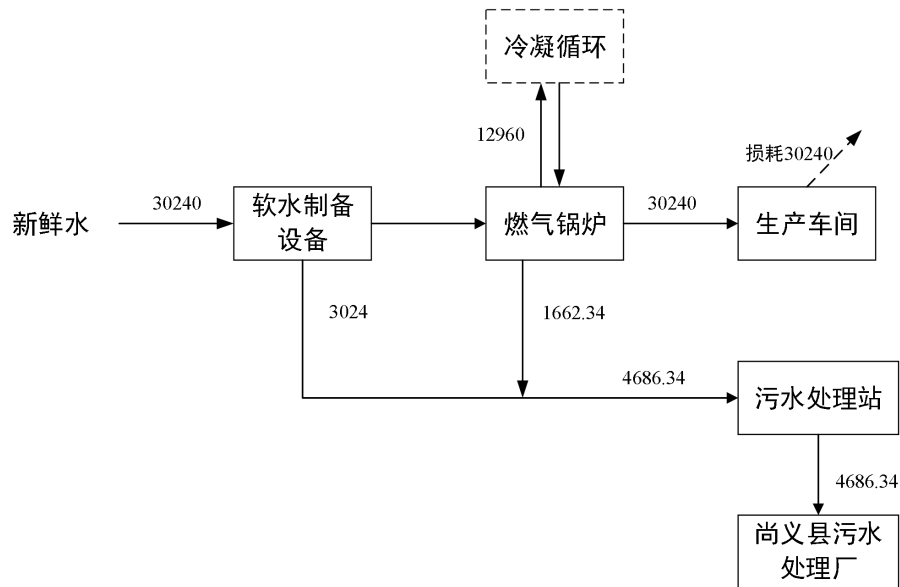 冷凝循环
12960
损耗30240
新鲜水
30240
软水制备
设备
燃气锅炉
30240
生产车间
3024
1662.34
4686.34
污水处理站
4686.34
尚义县污水
处理厂